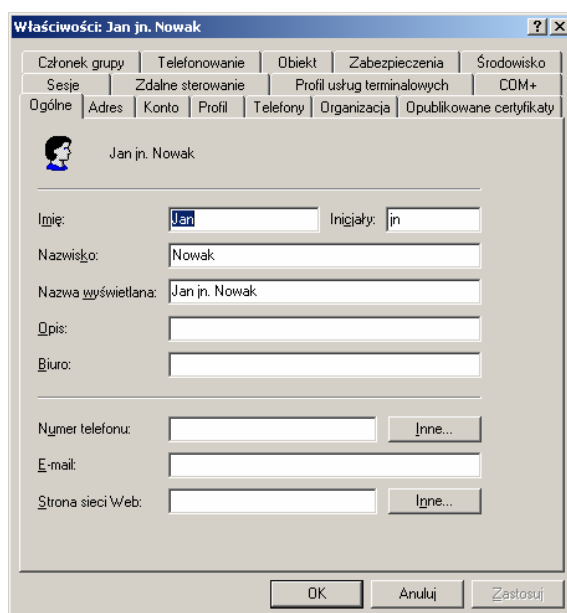 Właściwości: Jan jn. Nowak
Członek grupy Telefonowanie Obiekt Zabezpieczenia Środowisko
Sesje Zdalne sterowanie Profil usług terminalowych COM+
Ogólne Adres Konto Profil Telefony Organizacja Opublikowane certyfikaty
Jan jn. Nowak
Imię: Jan Inicjały: jn
Nazwisko: Nowak
Nazwa wyświetlana: Jan jn. Nowak
Opis:
Biuro:
Numer telefonu: Inne...
E-mail:
Strona sieci Web: Inne...
OK Anuluj Zastosuj